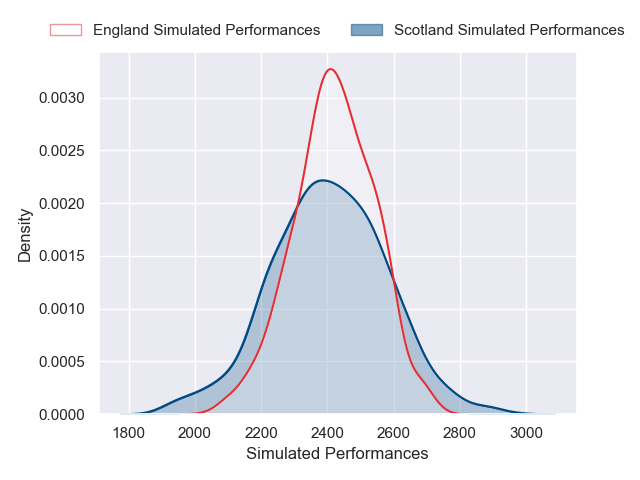 England Simulated Performances Scotland Simulated Performances
0.0030
0.0025
0.0020
0.0015
0.0010
0.0005
0.0000
Density
1800 2000 2200 2400 2600 2800 3000
Simulated Performances